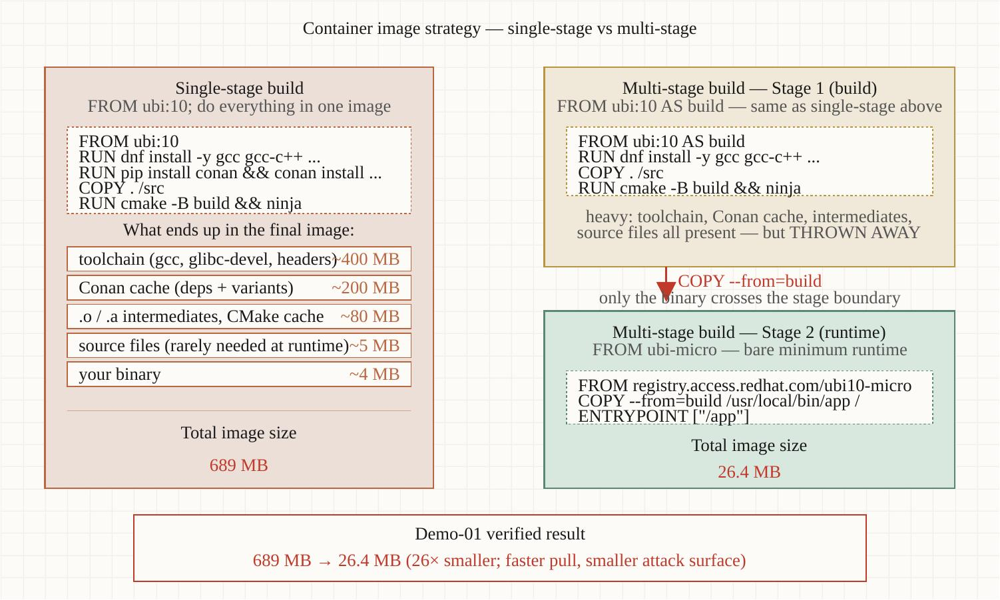 Container image strategy — single-stage vs multi-stage
Single-stage build
FROM ubi:10; do everything in one image
FROM ubi:10
RUN dnf install -y gcc gcc-c++ ...
RUN pip install conan && conan install ...
COPY . /src
RUN cmake -B build && ninja
What ends up in the final image:
toolchain (gcc, glibc-devel, headers) ~400 MB
Conan cache (deps + variants) ~200 MB
.o / .a intermediates, CMake cache ~80 MB
source files (rarely needed at runtime) ~5 MB
your binary ~4 MB
Total image size
689 MB
Multi-stage build — Stage 1 (build)
FROM ubi:10 AS build — same as single-stage above
FROM ubi:10 AS build
RUN dnf install -y gcc gcc-c++ ...
COPY . /src
RUN cmake -B build && ninja
heavy: toolchain, Conan cache, intermediates,
source files all present — but THROWN AWAY
COPY --from=build
only the binary crosses the stage boundary
Multi-stage build — Stage 2 (runtime)
FROM ubi-micro — bare minimum runtime
FROM registry.access.redhat.com/ubi10-micro
COPY --from=build /usr/local/bin/app /
ENTRYPOINT ["/app"]
Total image size
26.4 MB
Demo-01 verified result
689 MB → 26.4 MB (26× smaller; faster pull, smaller attack surface)